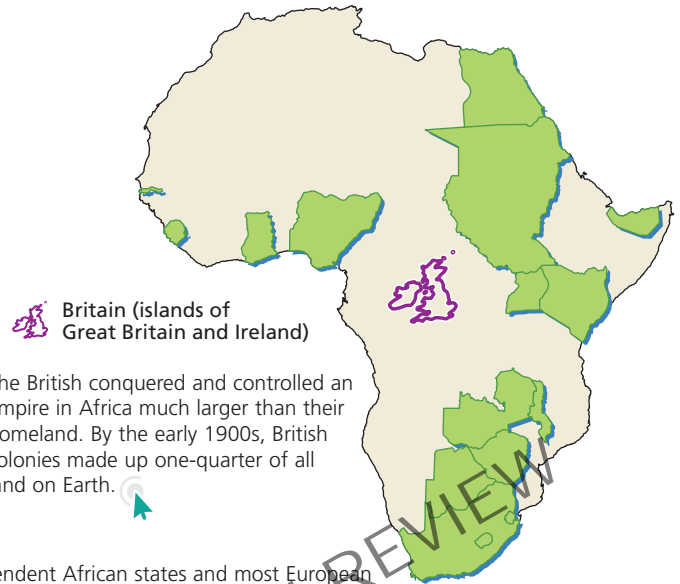 Britain (islands of
Great Britain and Ireland)
he British conquered and controlled an
mpire in Africa much larger than their
omeland. By the early 1900s, British
olonies made up one-quarter of all
and on Earth.
REVIEW
endent African states and most European